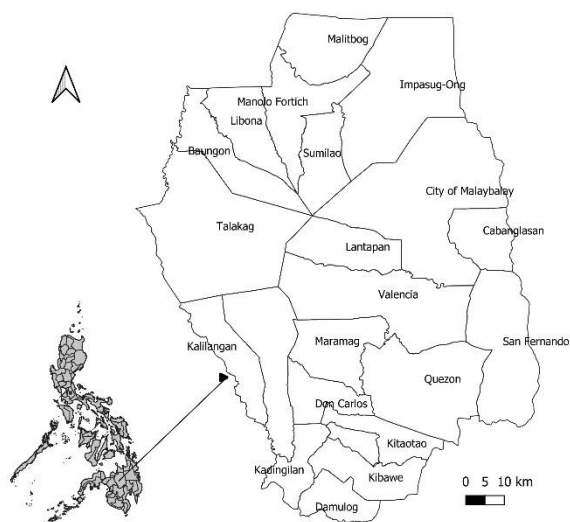 Malitbog
Impasug-Ong
Manolo Fortich
Libona
Sumilao
Baungon
City of Malaybalay
Talakag
Cabanglasan
Lantapan
Valencia
San Fernando
Kalilangan
Maramag
Quezon
Don Carlos
Kitaotao
Kadingilan
Kibawe
0 5 10 km
Damulog